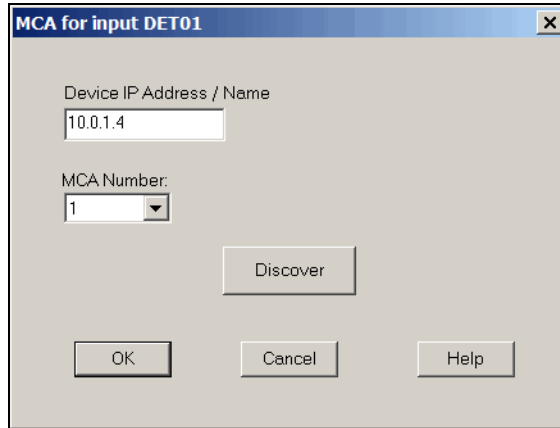 MCA for input DET01
Device IP Address / Name
10.0.1.4
MCA Number:
1
Discover
OK
Cancel
Help